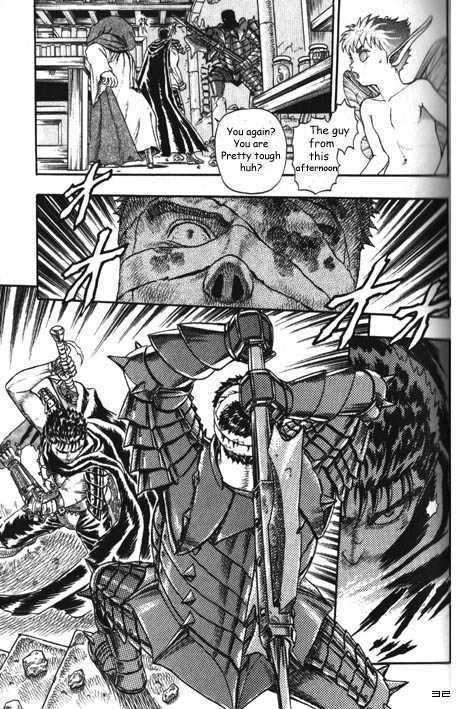 The guy
from
this
afternoon
You again?
You are
Pretty tough
huh?
オ
オ
オ
オ
32